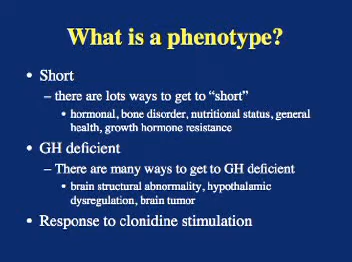 What is a phenotype?
• Short
– there are lots ways to get to “short”
• hormonal, bone disorder, nutritional status, general
health, growth hormone resistance
• GH deficient
– There are many ways to get to GH deficient
• brain structural abnormality, hypothalamic
dysregulation, brain tumor
• Response to clonidine stimulation